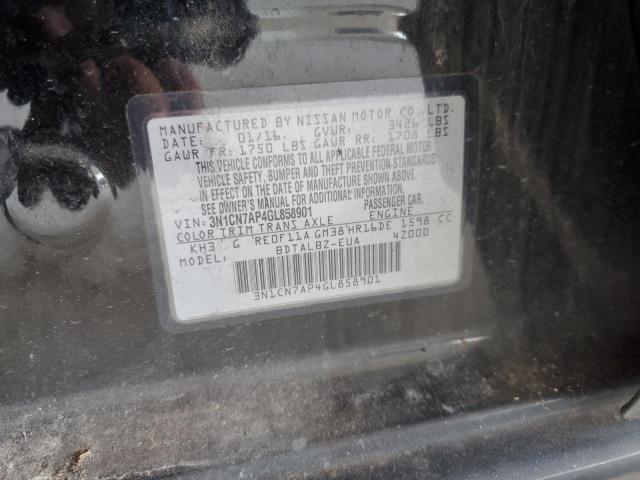 MANUFACTURED BY NISSAN MOTOR CO.,LTD.
DATE: 01/16, GVWR: 3426 LBS
GAWR FR: 1750 LBS GAWR RR: 1708 LBS
THIS VEHICLE CONFORMS TO ALL APPLICABLE FEDERAL MOTOR
VEHICLE SAFETY, BUMPER AND THEFT PREVENTION STANDARDS
IN EFFECT ON THE DATE OF MANUFACTURE SHOWN ABOVE.
SEE OWNER'S MANUAL FOR ADDITIONAL INFORMATION.
VIN: 3N1CN7AP4GL858901 PASSENGER CAR.
COLOR TRIM TRANS AXLE ENGINE
KH3 G RE0F11A GM38 HR16DE 1598 CC
MODEL: BDTALBZ-EUA 42000
3N1CN7AP4GL858901